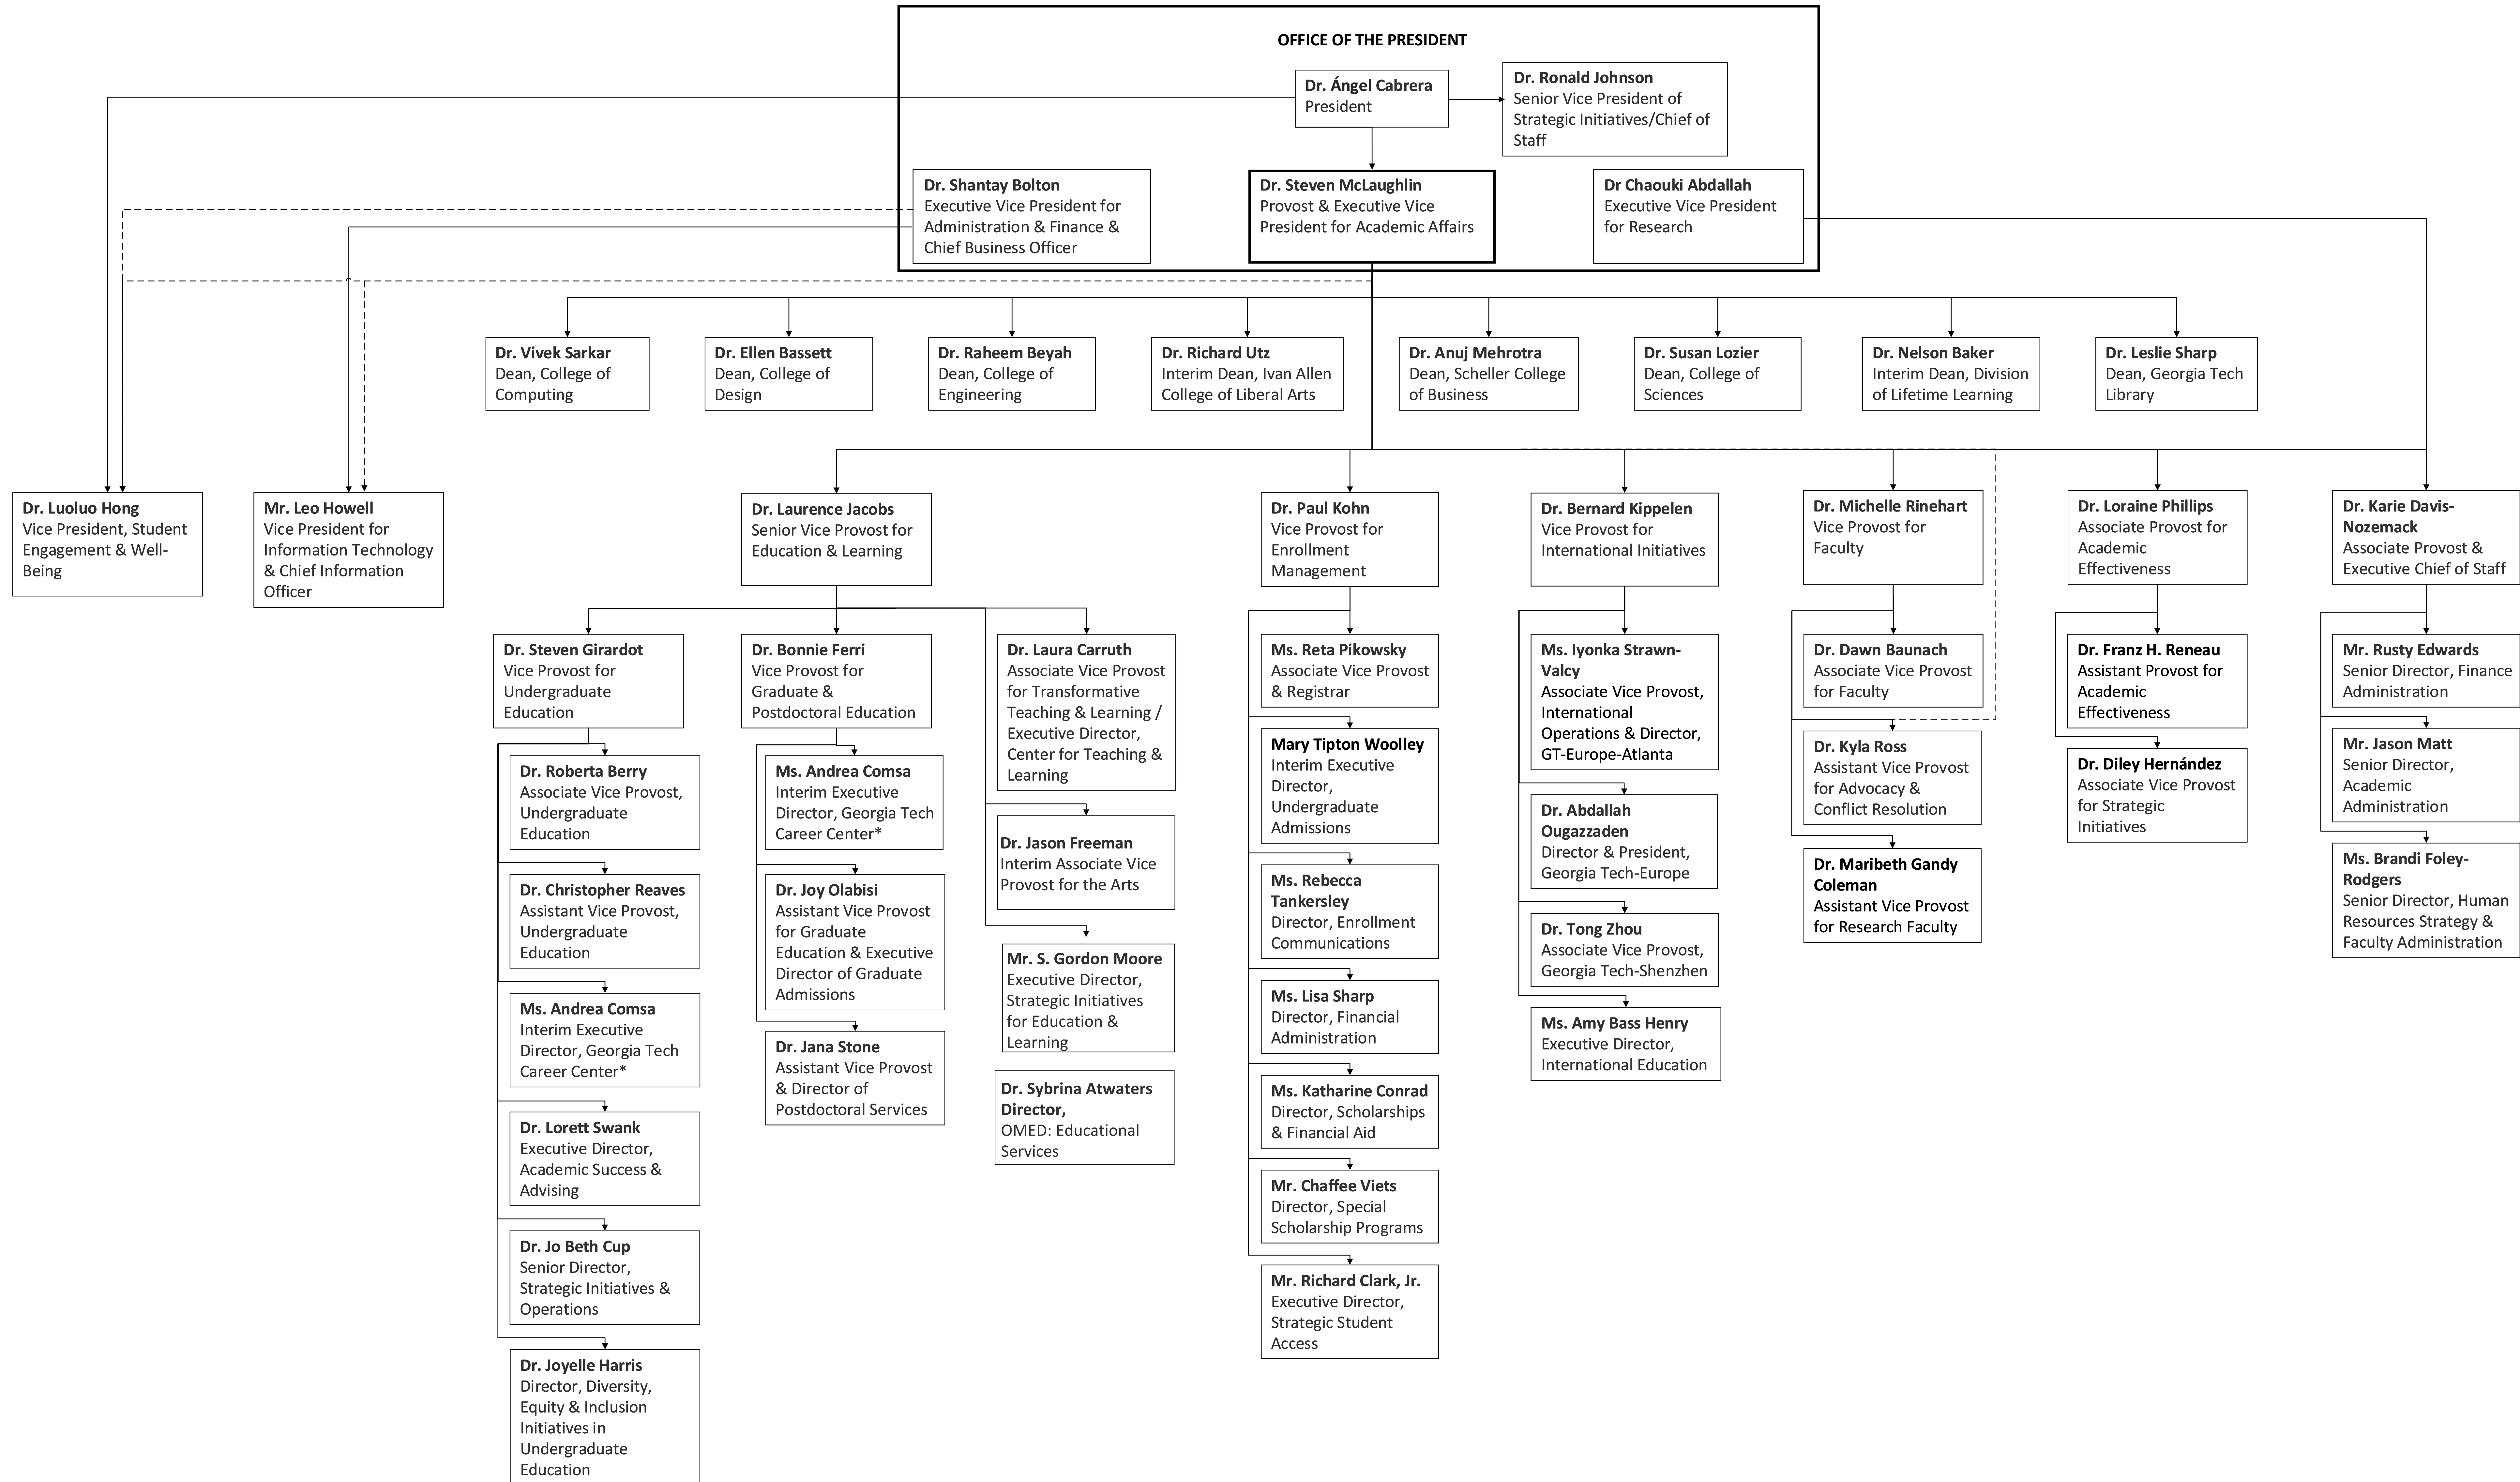 OFFICE OF THE PRESIDENT
Dr. Ángel Cabrera
President
Dr. Ronald Johnson
Senior Vice President of
Strategic Initiatives/Chief of
Staff
Dr. Shantay Bolton
Executive Vice President for
Administration & Finance &
Chief Business Officer
Dr. Steven McLaughlin
Provost & Executive Vice
President for Academic Affairs
Dr Chaouki Abdallah
Executive Vice President
for Research
Dr. Vivek Sarkar
Dean, College of
Computing
Dr. Ellen Bassett
Dean, College of
Design
Dr. Raheem Beyah
Dean, College of
Engineering
Dr. Richard Utz
Interim Dean, Ivan Allen
College of Liberal Arts
Dr. Anuj Mehrotra
Dean, Scheller College
of Business
Dr. Susan Lozier
Dean, College of
Sciences
Dr. Nelson Baker
Interim Dean, Division
of Lifetime Learning
Dr. Leslie Sharp
Dean, Georgia Tech
Library
Dr. Luoluo Hong
Vice President, Student
Engagement & Well-
Being
Mr. Leo Howell
Vice President for
Information Technology
& Chief Information
Officer
Dr. Laurence Jacobs
Senior Vice Provost for
Education & Learning
Dr. Paul Kohn
Vice Provost for
Enrollment
Management
Dr. Bernard Kippelen
Vice Provost for
International Initiatives
Dr. Michelle Rinehart
Vice Provost for
Faculty
Dr. Loraine Phillips
Associate Provost for
Academic
Effectiveness
Dr. Karie Davis-
Nozemack
Associate Provost &
Executive Chief of Staff
Dr. Steven Girardot
Vice Provost for
Undergraduate
Education
Dr. Roberta Berry
Associate Vice Provost,
Undergraduate
Education
Dr. Christopher Reaves
Assistant Vice Provost,
Undergraduate
Education
Ms. Andrea Comsa
Interim Executive
Director, Georgia Tech
Career Center*
Dr. Lorett Swank
Executive Director,
Academic Success &
Advising
Dr. Jo Beth Cup
Senior Director,
Strategic Initiatives &
Operations
Dr. Joyelle Harris
Director, Diversity,
Equity & Inclusion
Initiatives in
Undergraduate
Education
Dr. Bonnie Ferri
Vice Provost for
Graduate &
Postdoctoral Education
Ms. Andrea Comsa
Interim Executive
Director, Georgia Tech
Career Center*
Dr. Joy Olabisi
Assistant Vice Provost
for Graduate
Education & Executive
Director of Graduate
Admissions
Dr. Jana Stone
Assistant Vice Provost
& Director of
Postdoctoral Services
Dr. Laura Carruth
Associate Vice Provost
for Transformative
Teaching & Learning /
Executive Director,
Center for Teaching &
Learning
Dr. Jason Freeman
Interim Associate Vice
Provost for the Arts
Mr. S. Gordon Moore
Executive Director,
Strategic Initiatives
for Education &
Learning
Dr. Sybrina Atwaters
Director,
OMED: Educational
Services
Ms. Reta Pikowsky
Associate Vice Provost
& Registrar
Mary Tipton Woolley
Interim Executive
Director,
Undergraduate
Admissions
Ms. Rebecca
Tankersley
Director, Enrollment
Communications
Ms. Lisa Sharp
Director, Financial
Administration
Ms. Katharine Conrad
Director, Scholarships
& Financial Aid
Mr. Chaffee Viets
Director, Special
Scholarship Programs
Mr. Richard Clark, Jr.
Executive Director,
Strategic Student
Access
Ms. Iyonka Strawn-
Valcy
Associate Vice Provost,
International
Operations & Director,
GT-Europe-Atlanta
Dr. Abdallah
Ougazzaden
Director & President,
Georgia Tech-Europe
Dr. Tong Zhou
Associate Vice Provost,
Georgia Tech-Shenzhen
Ms. Amy Bass Henry
Executive Director,
International Education
Dr. Dawn Baunach
Associate Vice Provost
for Faculty
Dr. Kyla Ross
Assistant Vice Provost
for Advocacy &
Conflict Resolution
Dr. Maribeth Gandy
Coleman
Assistant Vice Provost
for Research Faculty
Dr. Franz H. Reneau
Assistant Provost for
Academic
Effectiveness
Dr. Diley Hernández
Associate Vice Provost
for Strategic
Initiatives
Mr. Rusty Edwards
Senior Director, Finance
Administration
Mr. Jason Matt
Senior Director,
Academic
Administration
Ms. Brandi Foley-
Rodgers
Senior Director, Human
Resources Strategy &
Faculty Administration